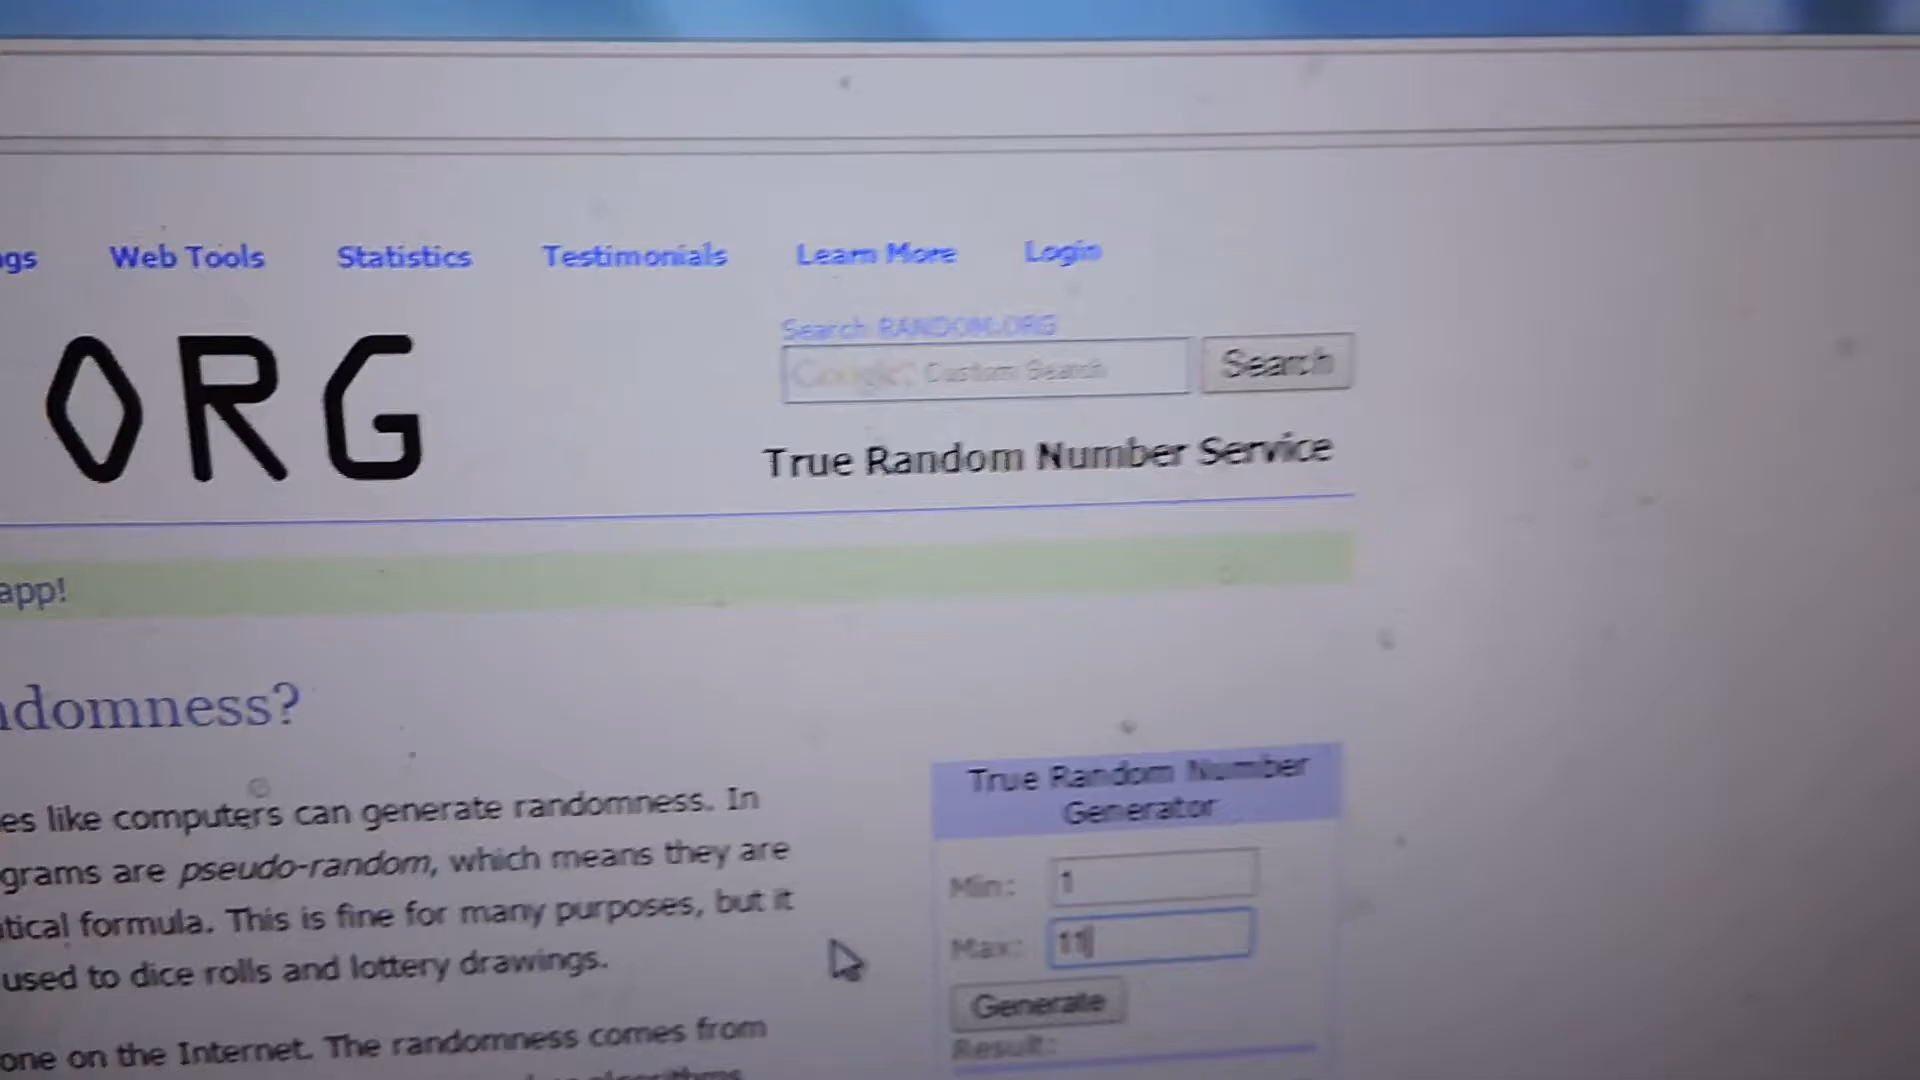 gs Web Tools Statistics Testimonials Learn More Login
Search RANDOM.ORG
Google Custom Search Search
ORG
True Random Number Service
app!
ndomness?
True Random Number
Generator
es like computers can generate randomness. In
grams are pseudo-random, which means they are
tical formula. This is fine for many purposes, but it
used to dice rolls and lottery drawings.
one on the Internet. The randomness comes from
algorithms
Min: 1
Max: 11
Generate
Result: